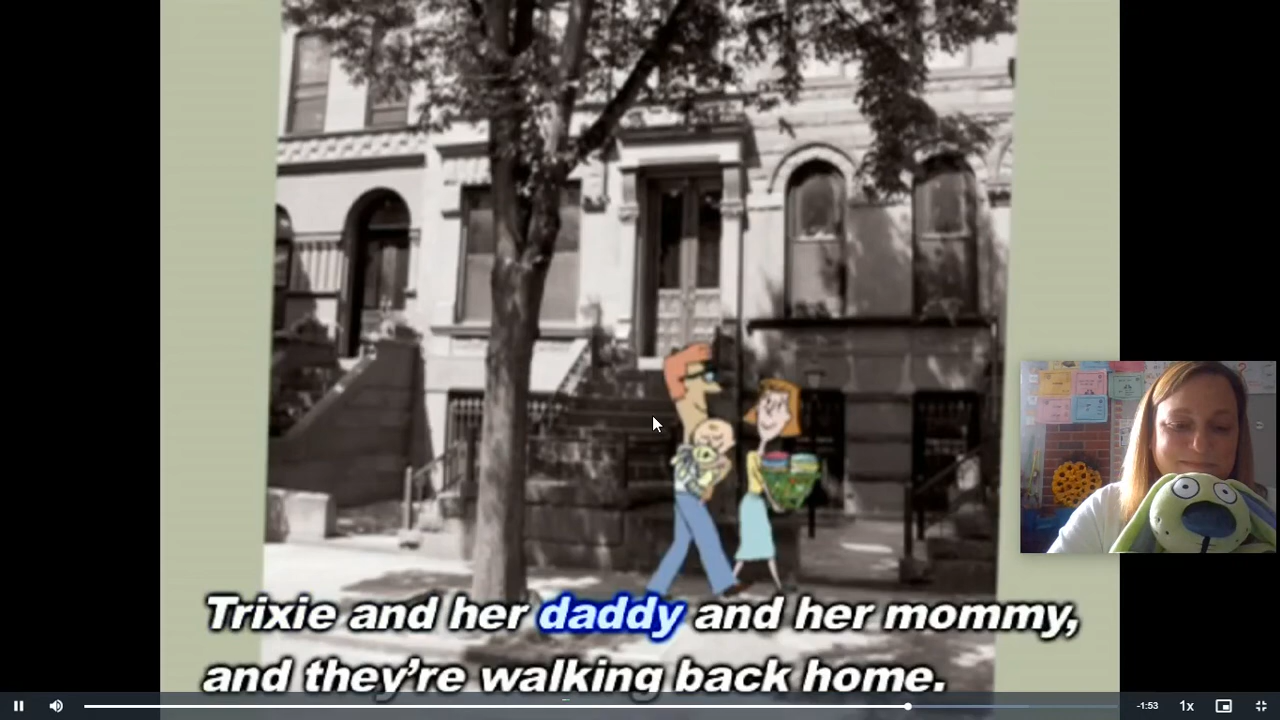 Trixie and her daddy and her mommy,
and they're walking back home.
-1:53
1x